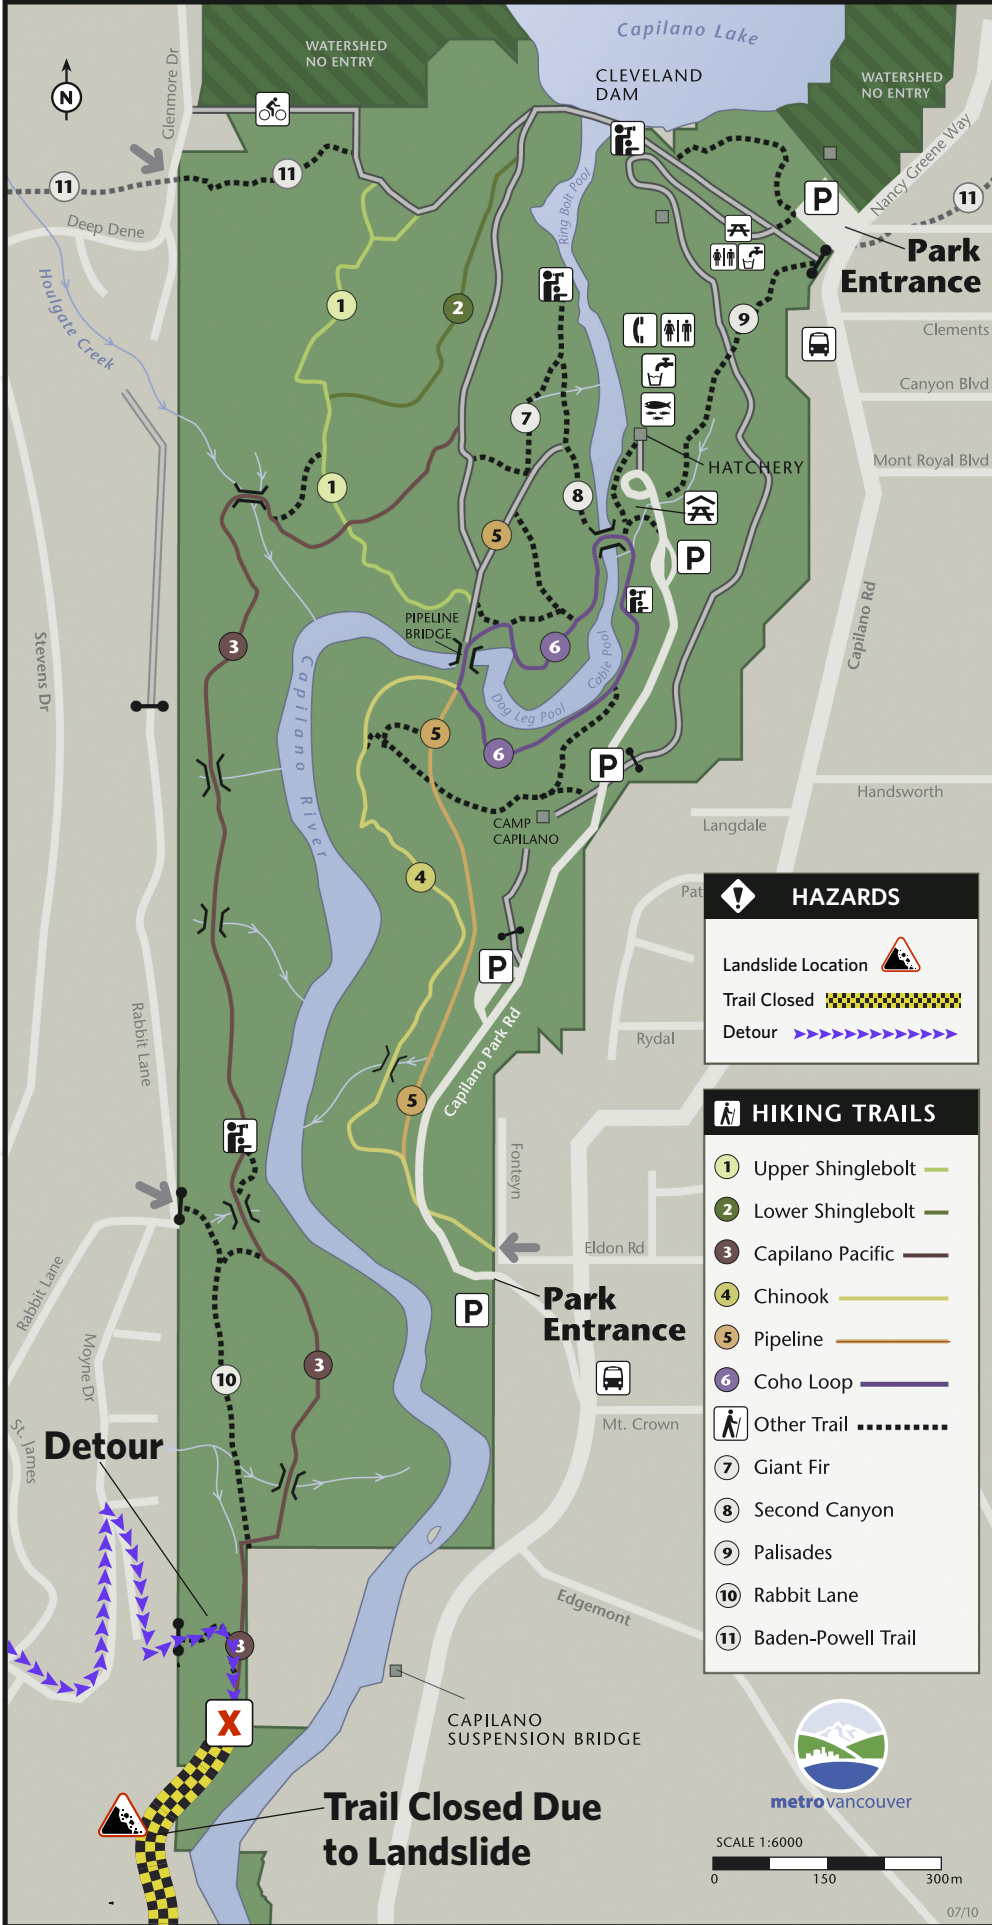 Capilano Lake
WATERSHED
NO ENTRY
CLEVELAND
DAM
WATERSHED
NO ENTRY
N
Glenmore Dr
Nancy Greene Way
11
11
11
P
Deep Dene
Ring Bolt Pool
Park
Entrance
Houlgate Creek
1
2
9
Clements
Canyon Blvd
7
Mont Royal Blvd
HATCHERY
1
8
5
P
Capilano Rd
PIPELINE
BRIDGE
Stevens Dr
3
6
Cable Pool
Capilano River
Dog Leg Pool
5
6
P
Handsworth
CAMP
CAPILANO
Langdale
4
Pat
HAZARDS
Landslide Location
Trail Closed
Detour
P
Rabbit Lane
Capilano Park Rd
Rydal
5
Fonteyn
HIKING TRAILS
1 Upper Shinglebolt
2 Lower Shinglebolt
3 Capilano Pacific
4 Chinook
5 Pipeline
6 Coho Loop
Other Trail
7 Giant Fir
8 Second Canyon
9 Palisades
10 Rabbit Lane
11 Baden-Powell Trail
Eldon Rd
Rabbit Lane
P
Park
Entrance
Moyne Dr
3
10
Mt. Crown
St. James
Detour
Edgemont
3
X
CAPILANO
SUSPENSION BRIDGE
Trail Closed Due
to Landslide
metrovancouver
SCALE 1:6000
0 150 300m
07/10